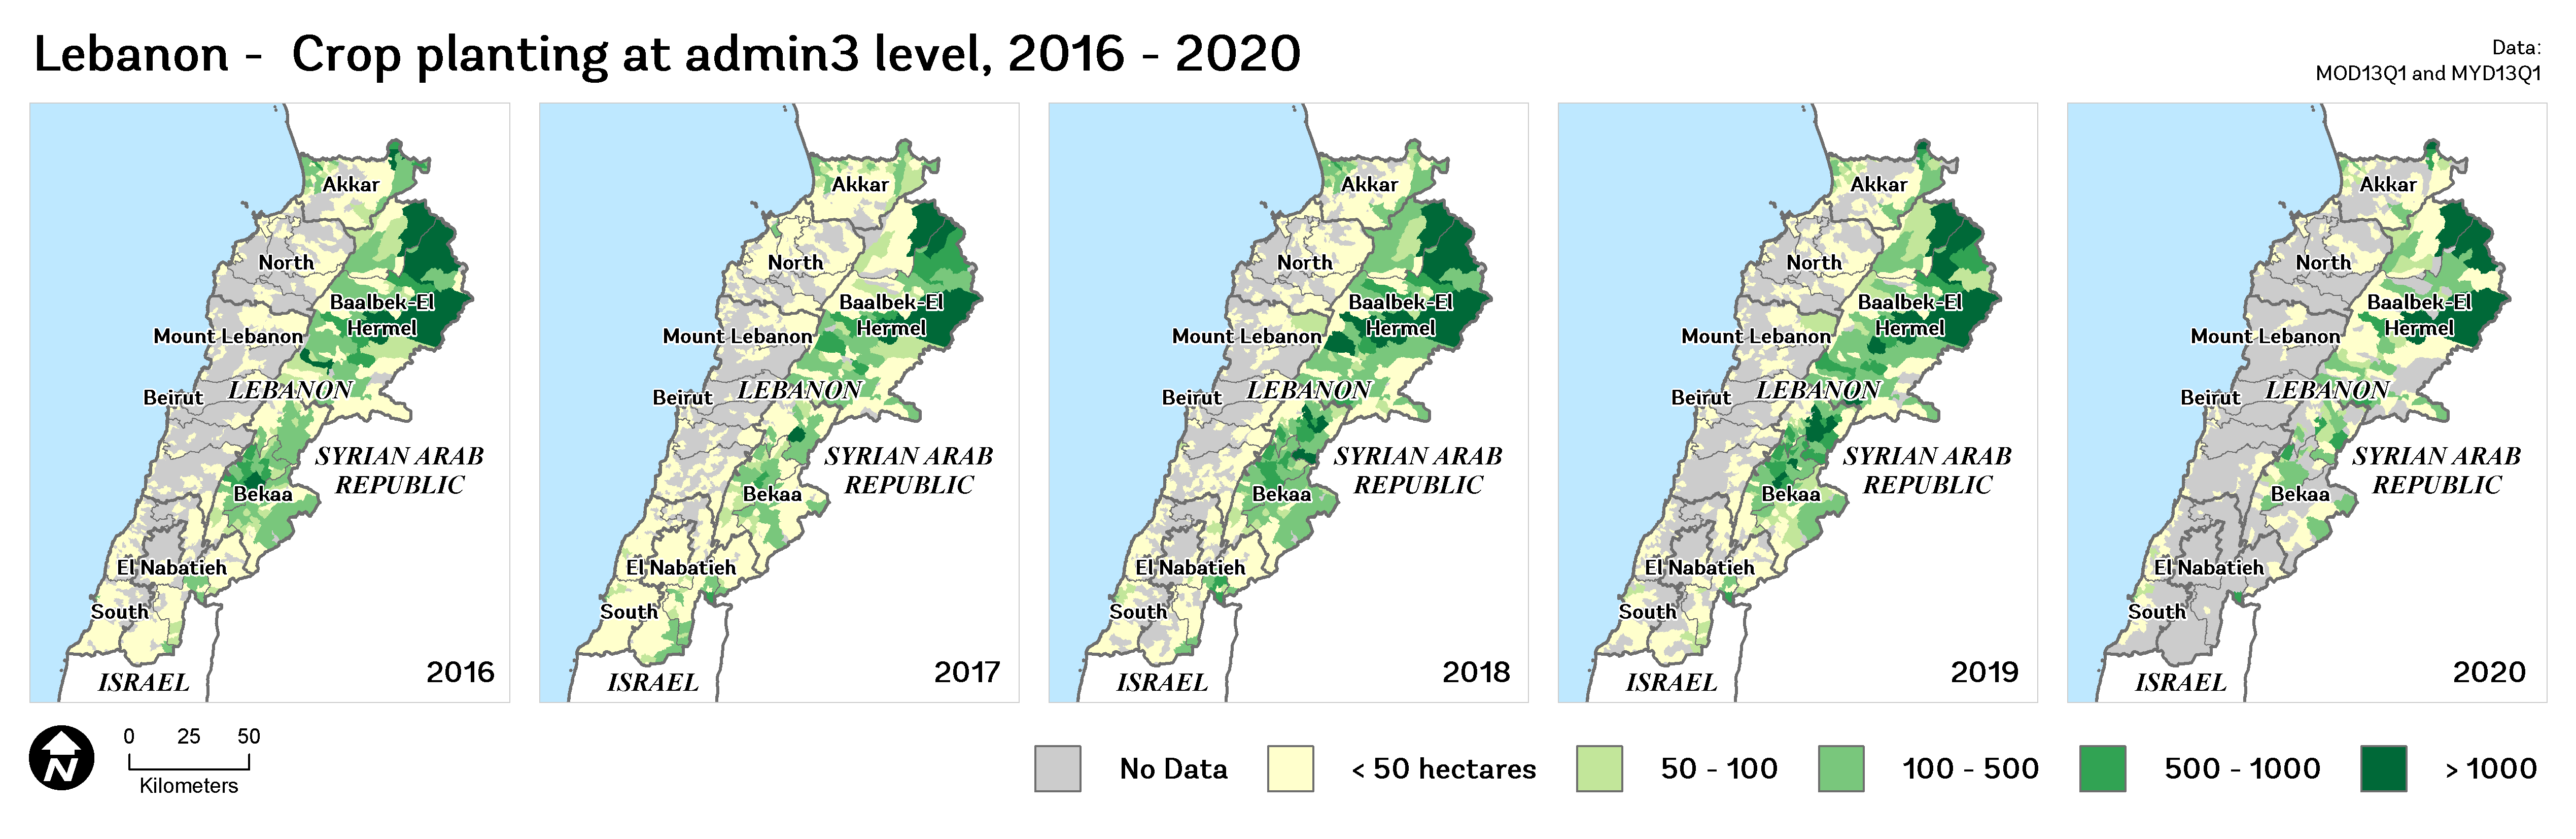 Lebanon - Crop planting at admin3 level, 2016 - 2020
Data:
MOD13Q1 and MYD13Q1
Akkar
North
Baalbek-El
Hermel
Mount Lebanon
LEBANON
Beirut
SYRIAN ARAB
REPUBLIC
Bekaa
El Nabatieh
South
ISRAEL
2016
Akkar
North
Baalbek-El
Hermel
Mount Lebanon
LEBANON
Beirut
SYRIAN ARAB
REPUBLIC
Bekaa
El Nabatieh
South
ISRAEL
2017
Akkar
North
Baalbek-El
Hermel
Mount Lebanon
LEBANON
Beirut
SYRIAN ARAB
REPUBLIC
Bekaa
El Nabatieh
South
ISRAEL
2018
Akkar
North
Baalbek-El
Hermel
Mount Lebanon
LEBANON
Beirut
SYRIAN ARAB
REPUBLIC
Bekaa
El Nabatieh
South
ISRAEL
2019
Akkar
North
Baalbek-El
Hermel
Mount Lebanon
LEBANON
Beirut
SYRIAN ARAB
REPUBLIC
Bekaa
El Nabatieh
South
ISRAEL
2020
N
0 25 50
Kilometers
No Data < 50 hectares 50 - 100 100 - 500 500 - 1000 > 1000